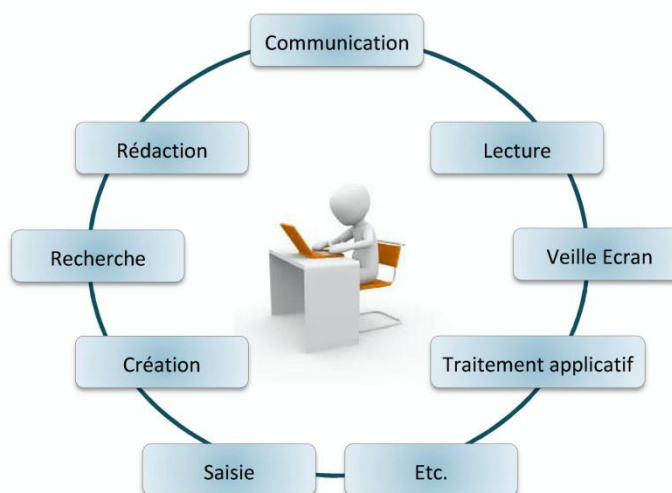 Communication
Rédaction
Lecture
Recherche
Veille Ecran
Création
Traitement applicatif
Saisie
Etc.